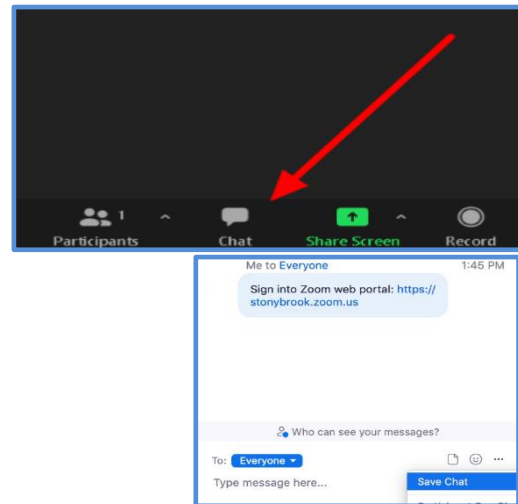 1
Participants Chat Share Screen Record
Me to Everyone 1:45 PM
Sign into Zoom web portal: https://
stonybrook.zoom.us
Who can see your messages?
To: Everyone
Type message here...
Save Chat